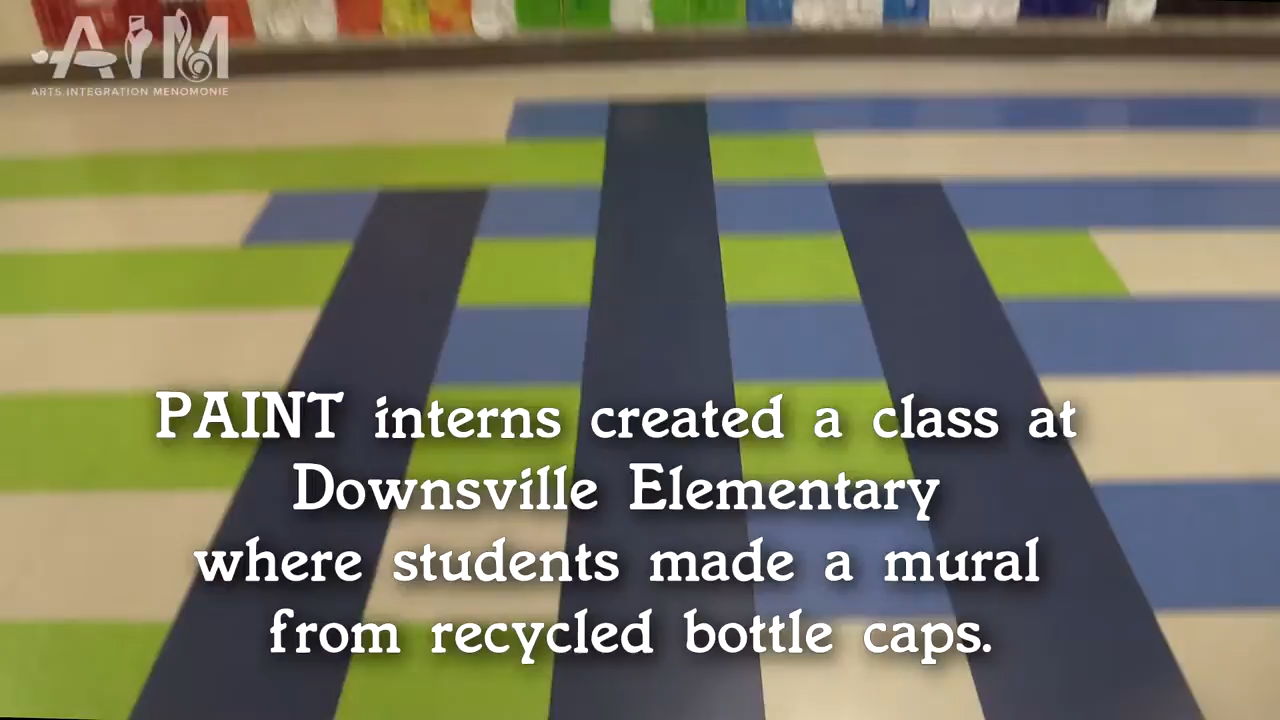 AIM
ARTS INTEGRATION MENOMONIE
PAINT interns created a class at
Downsville Elementary
where students made a mural
from recycled bottle caps.